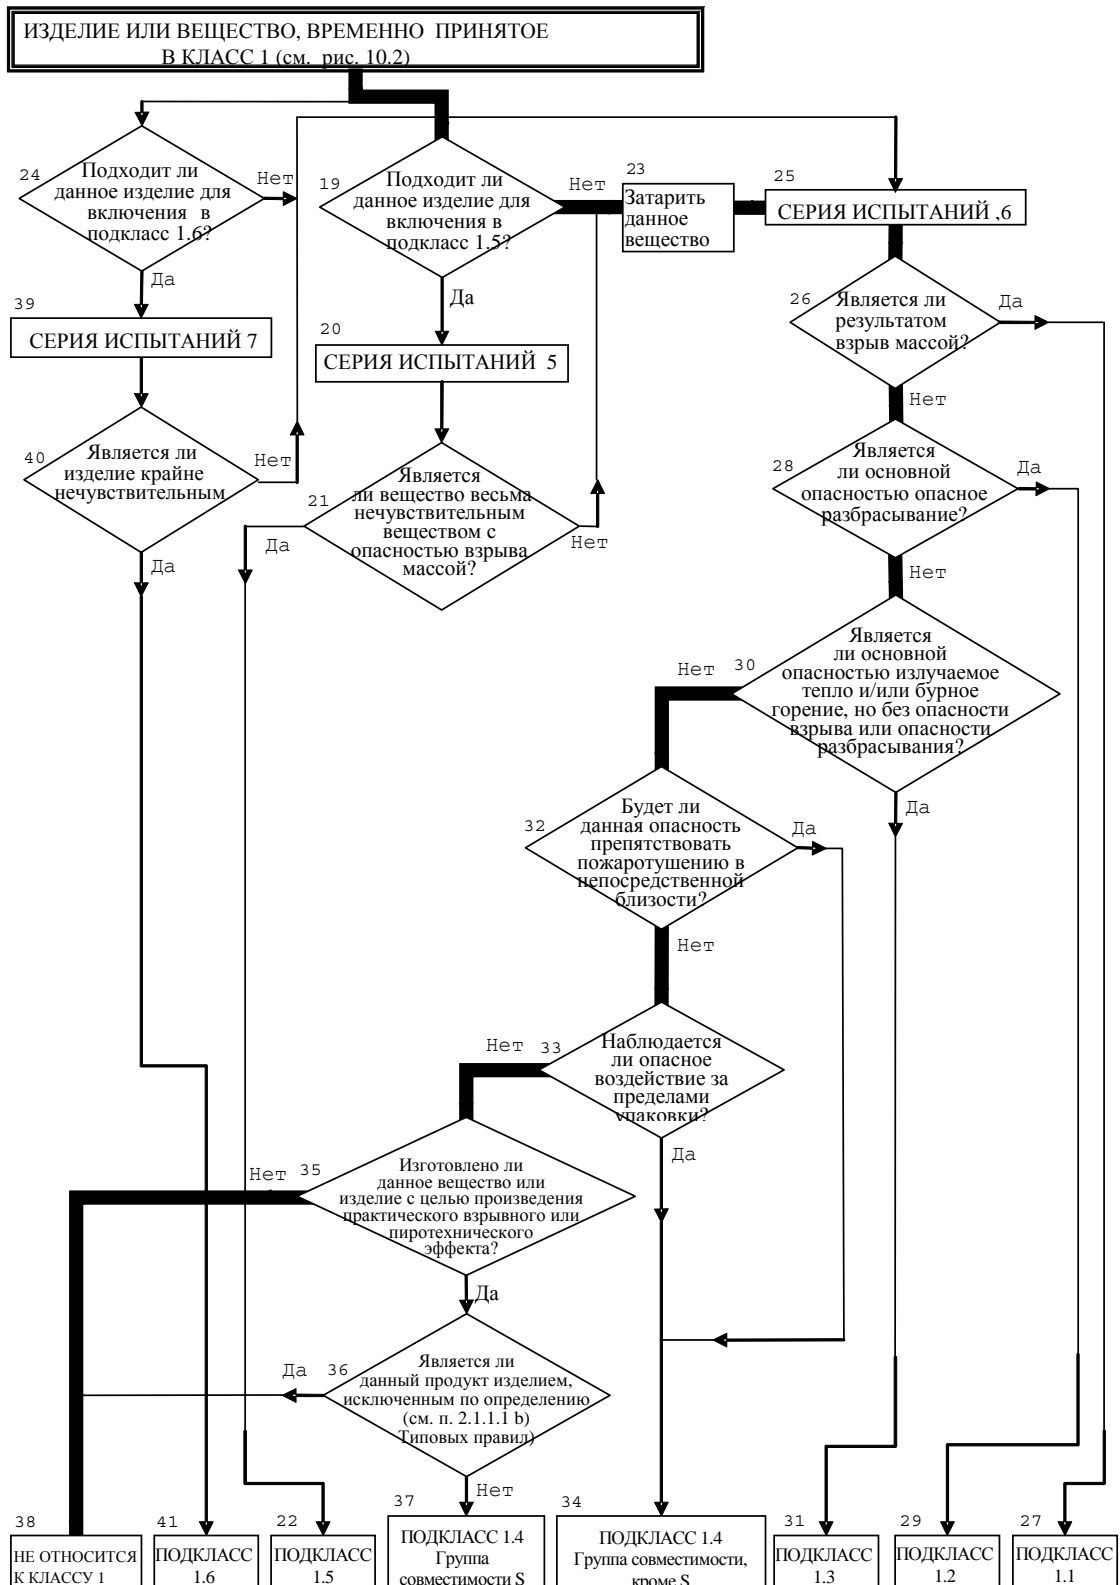 ИЗДЕЛИЕ ИЛИ ВЕЩЕСТВО, ВРЕМЕННО ПРИНЯТОЕ
В КЛАСС 1 (см. рис. 10.2)
24
Подходит ли
данное изделие для
включения в
подкласс 1.6?
Нет
Да
19
Подходит ли
данное изделие для
включения в
подкласс 1.5?
Нет
Да
23
Затарить
данное
вещество
25
СЕРИЯ ИСПЫТАНИЙ ,6
39
СЕРИЯ ИСПЫТАНИЙ 7
20
СЕРИЯ ИСПЫТАНИЙ 5
26
Является ли
результатом
взрыв массой?
Да
Нет
40
Является ли
изделие крайне
нечувствительным
Нет
Да
21
Является
ли вещество весьма
нечувствительным
веществом с
опасностью взрыва
массой?
Да
Нет
28
Является
ли основной
опасностью опасное
разбрасывание?
Да
Нет
30
Является
ли основной
опасностью излучаемое
тепло и/или бурное
горение, но без опасности
взрыва или опасности
разбрасывания?
Нет
Да
32
Будет ли
данная опасность
препятствовать
пожаротушению в
непосредственной
близости?
Да
Нет
33
Наблюдается
ли опасное
воздействие за
пределами
упаковки?
Нет
Да
35
Изготовлено ли
данное вещество или
изделие с целью произведения
практического взрывного или
пиротехнического
эффекта?
Нет
Да
36
Является ли
данный продукт изделием,
исключенным по определению
(см. п. 2.1.1.1 b)
Типовых правил)
Да
Нет
38
НЕ ОТНОСИТСЯ
К КЛАССУ 1
41
ПОДКЛАСС
1.6
22
ПОДКЛАСС
1.5
37
ПОДКЛАСС 1.4
Группа
совместимости S
34
ПОДКЛАСС 1.4
Группа совместимости,
кроме S
31
ПОДКЛАСС
1.3
29
ПОДКЛАСС
1.2
27
ПОДКЛАСС
1.1